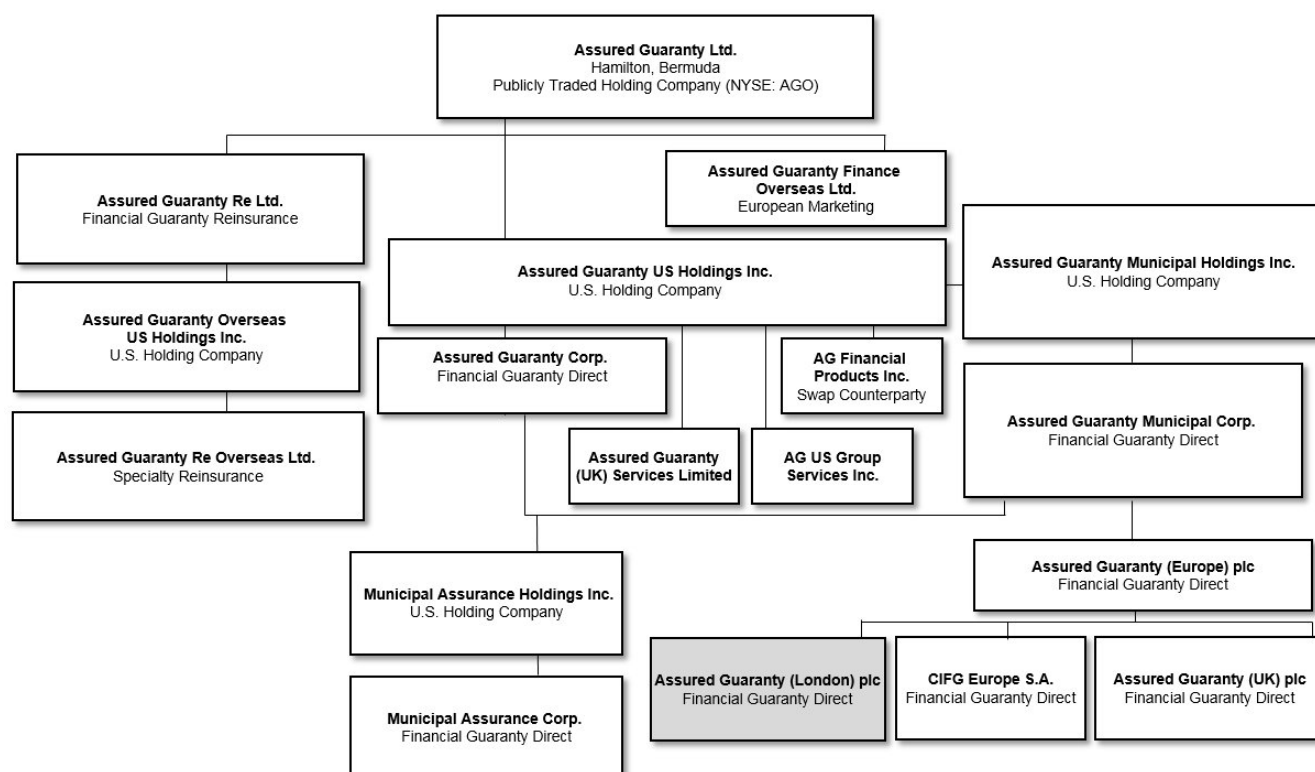 Assured Guaranty Ltd.
Hamilton, Bermuda
Publicly Traded Holding Company (NYSE: AGO)
Assured Guaranty Re Ltd.
Financial Guaranty Reinsurance
Assured Guaranty Finance
Overseas Ltd.
European Marketing
Assured Guaranty US Holdings Inc.
U.S. Holding Company
Assured Guaranty Municipal Holdings Inc.
U.S. Holding Company
Assured Guaranty Overseas
US Holdings Inc.
U.S. Holding Company
Assured Guaranty Corp.
Financial Guaranty Direct
AG Financial
Products Inc.
Swap Counterparty
Assured Guaranty Municipal Corp.
Financial Guaranty Direct
Assured Guaranty Re Overseas Ltd.
Specialty Reinsurance
Assured Guaranty
(UK) Services Limited
AG US Group
Services Inc.
Municipal Assurance Holdings Inc.
U.S. Holding Company
Assured Guaranty (Europe) plc
Financial Guaranty Direct
Assured Guaranty (London) plc
Financial Guaranty Direct
CIFG Europe S.A.
Financial Guaranty Direct
Assured Guaranty (UK) plc
Financial Guaranty Direct
Municipal Assurance Corp.
Financial Guaranty Direct